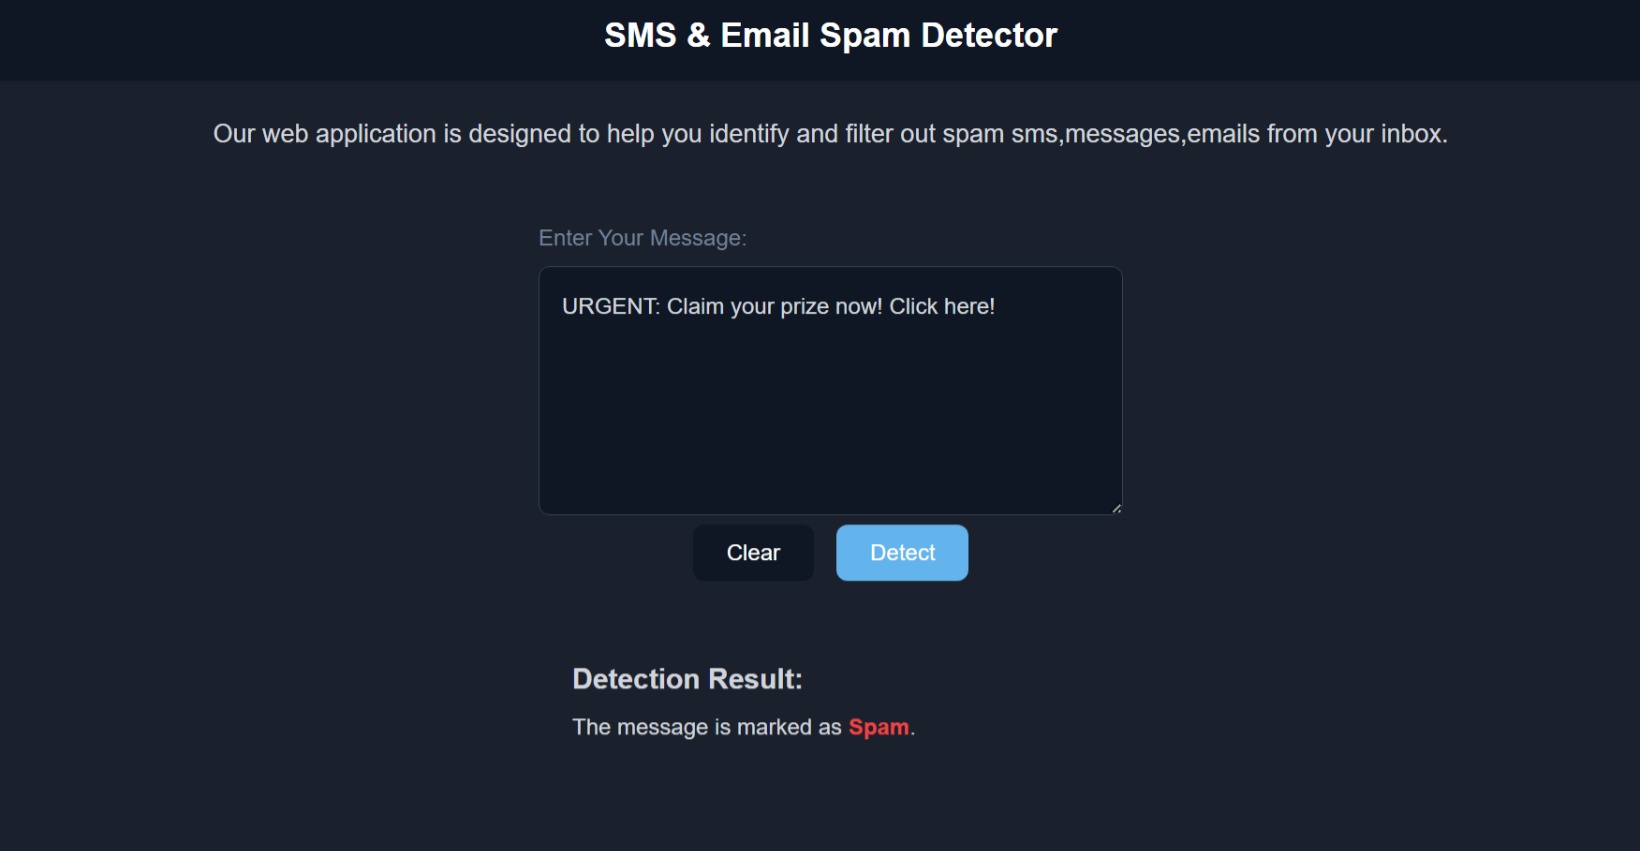 SMS & Email Spam Detector
Our web application is designed to help you identify and filter out spam sms,messages,emails from your inbox.
Enter Your Message:
URGENT: Claim your prize now! Click here!
Clear
Detect
Detection Result:
The message is marked as Spam.